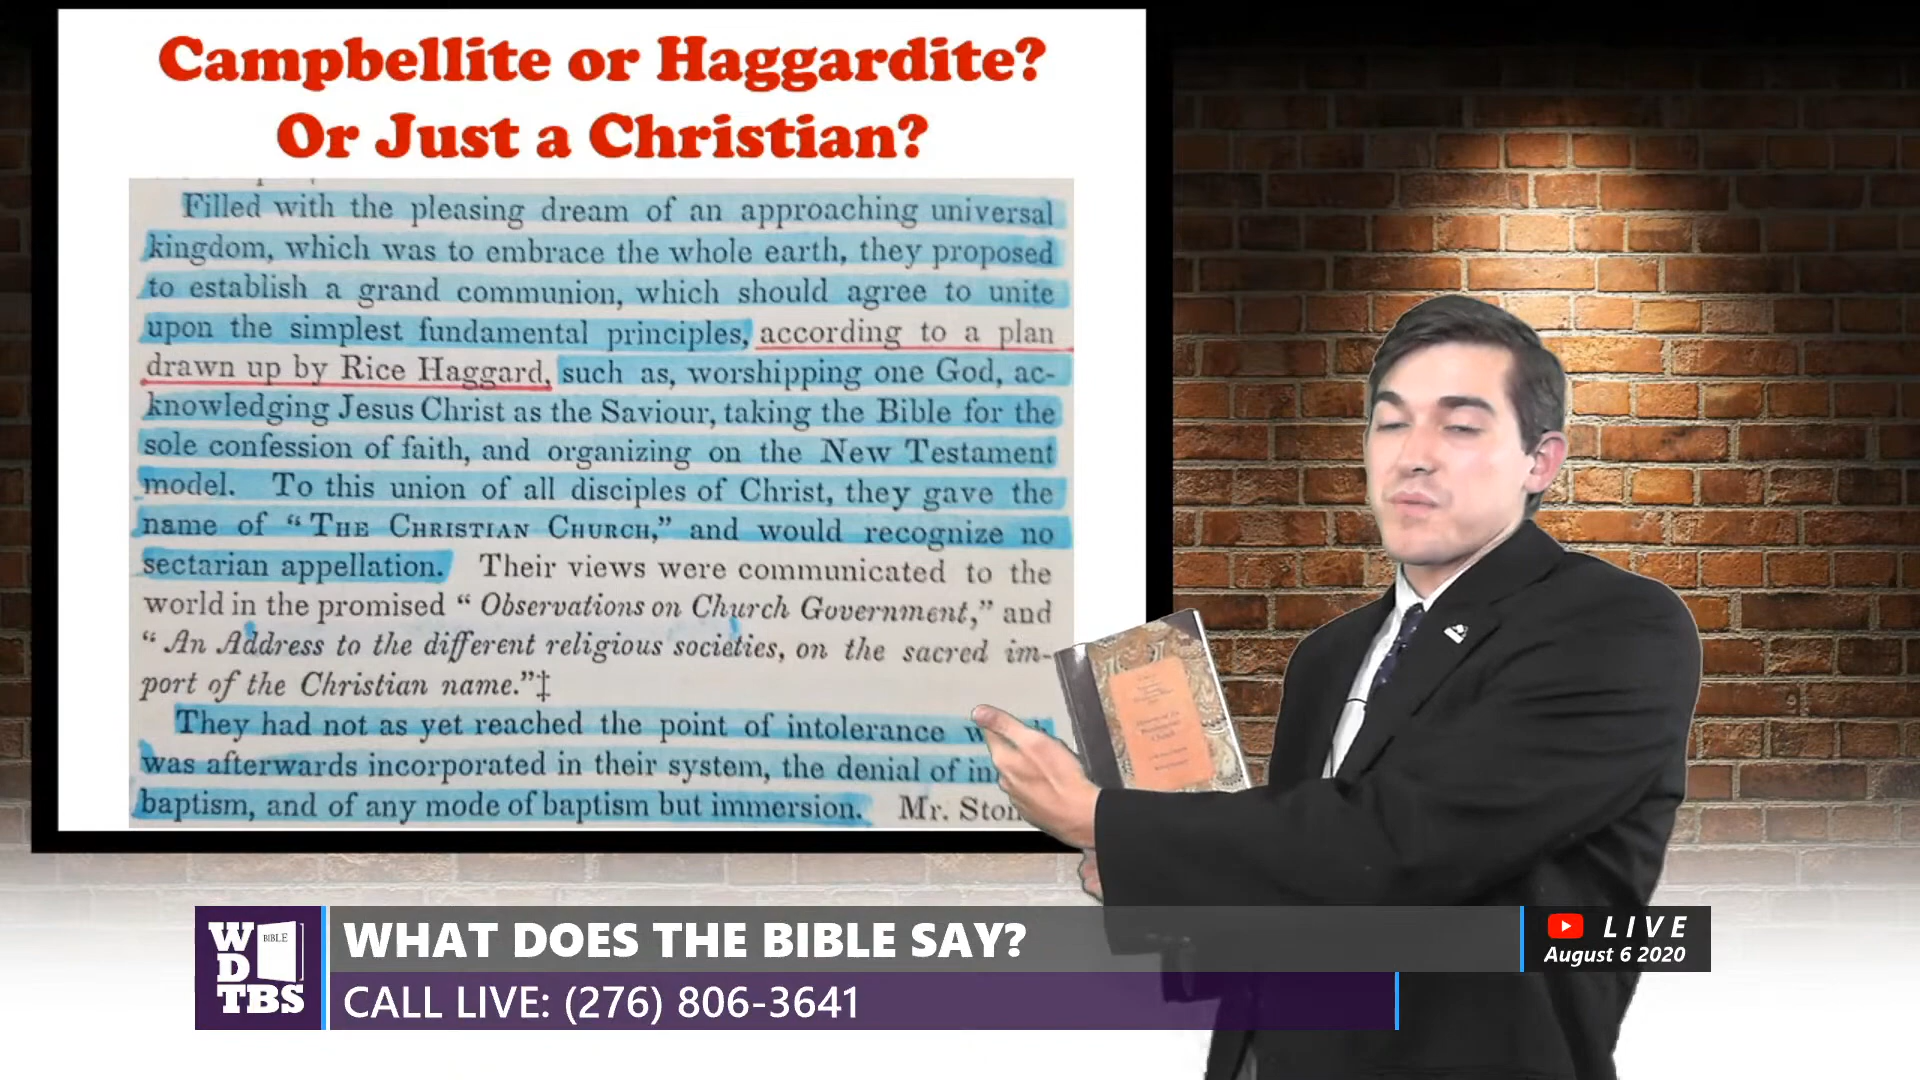 Campbellite or Haggardite?
Or Just a Christian?
Filled with the pleasing dream of an approaching universal
kingdom, which was to embrace the whole earth, they proposed
to establish a grand communion, which should agree to unite
upon the simplest fundamental principles, according to a plan
drawn up by Rice Haggard, such as, worshipping one God, ac-
knowledging Jesus Christ as the Saviour, taking the Bible for the
sole confession of faith, and organizing on the New Testament
model. To this union of all disciples of Christ, they gave the
name of “THE CHRISTIAN CHURCH,” and would recognize no
sectarian appellation. Their views were communicated to the
world in the promised “Observations on Church Government,” and
“An Address to the different religious societies, on the sacred im-
port of the Christian name.”‡
They had not as yet reached the point of intolerance
was afterwards incorporated in their system, the denial of
baptism, and of any mode of baptism but immersion. Mr.
WD BIBLE
TBS
WHAT DOES THE BIBLE SAY?
CALL LIVE: (276) 806-3641
LIVE
August 6 2020